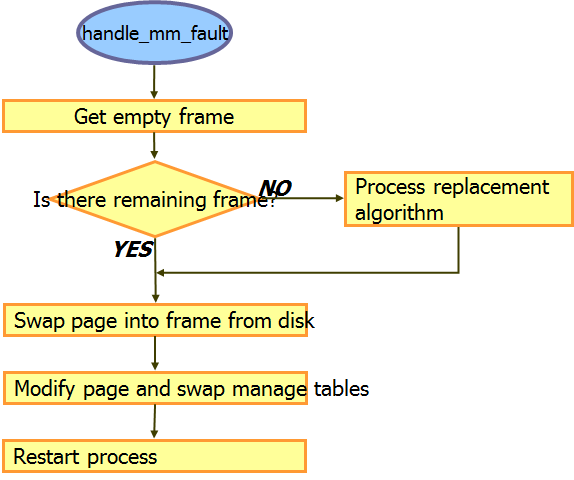 handle_mm_fault
Get empty frame
Is there remaining frame?
NO
Process replacement
algorithm
YES
Swap page into frame from disk
Modify page and swap manage tables
Restart process